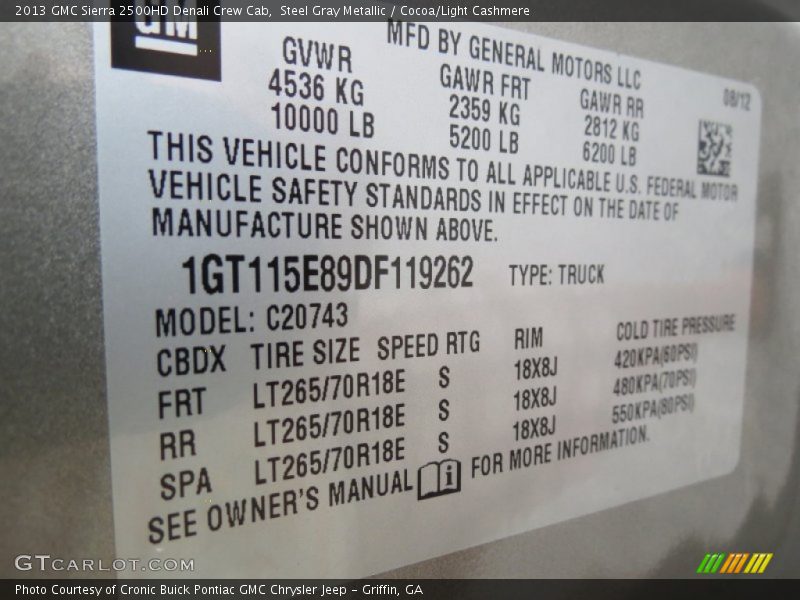 2013 GMC Sierra 2500HD Denali Crew Cab, Steel Gray Metallic / Cocoa/Light Cashmere
GM
MFD BY GENERAL MOTORS LLC
08/12
GVWR GAWR FRT GAWR RR
4536 KG 2359 KG 2812 KG
10000 LB 5200 LB 6200 LB
THIS VEHICLE CONFORMS TO ALL APPLICABLE U.S. FEDERAL MOTOR
VEHICLE SAFETY STANDARDS IN EFFECT ON THE DATE OF
MANUFACTURE SHOWN ABOVE.
1GT115E89DF119262 TYPE: TRUCK
MODEL: C20743
CBDX TIRE SIZE SPEED RTG RIM COLD TIRE PRESSURE
FRT LT265/70R18E S 18X8J 420KPA(60PSI)
RR LT265/70R18E S 18X8J 480KPA(70PSI)
SPA LT265/70R18E S 18X8J 550KPA(80PSI)
SEE OWNER'S MANUAL i FOR MORE INFORMATION.
GTCARLOT.COM
Photo Courtesy of Cronic Buick Pontiac GMC Chrysler Jeep - Griffin, GA